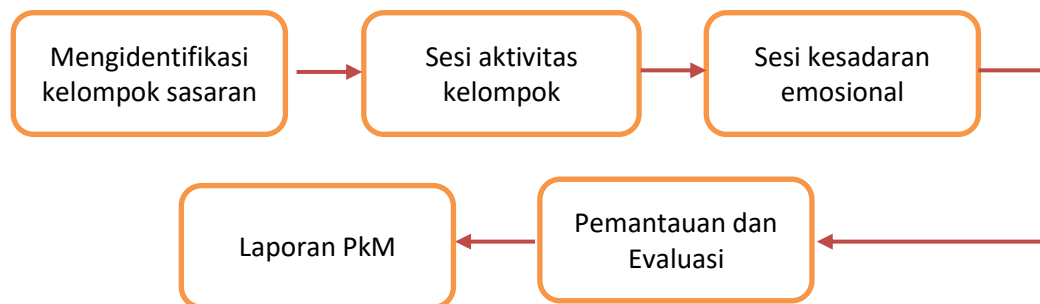 Mengidentifikasi
kelompok sasaran
Sesi aktivitas
kelompok
Sesi kesadaran
emosional
Pemantauan dan
Evaluasi
Laporan PkM